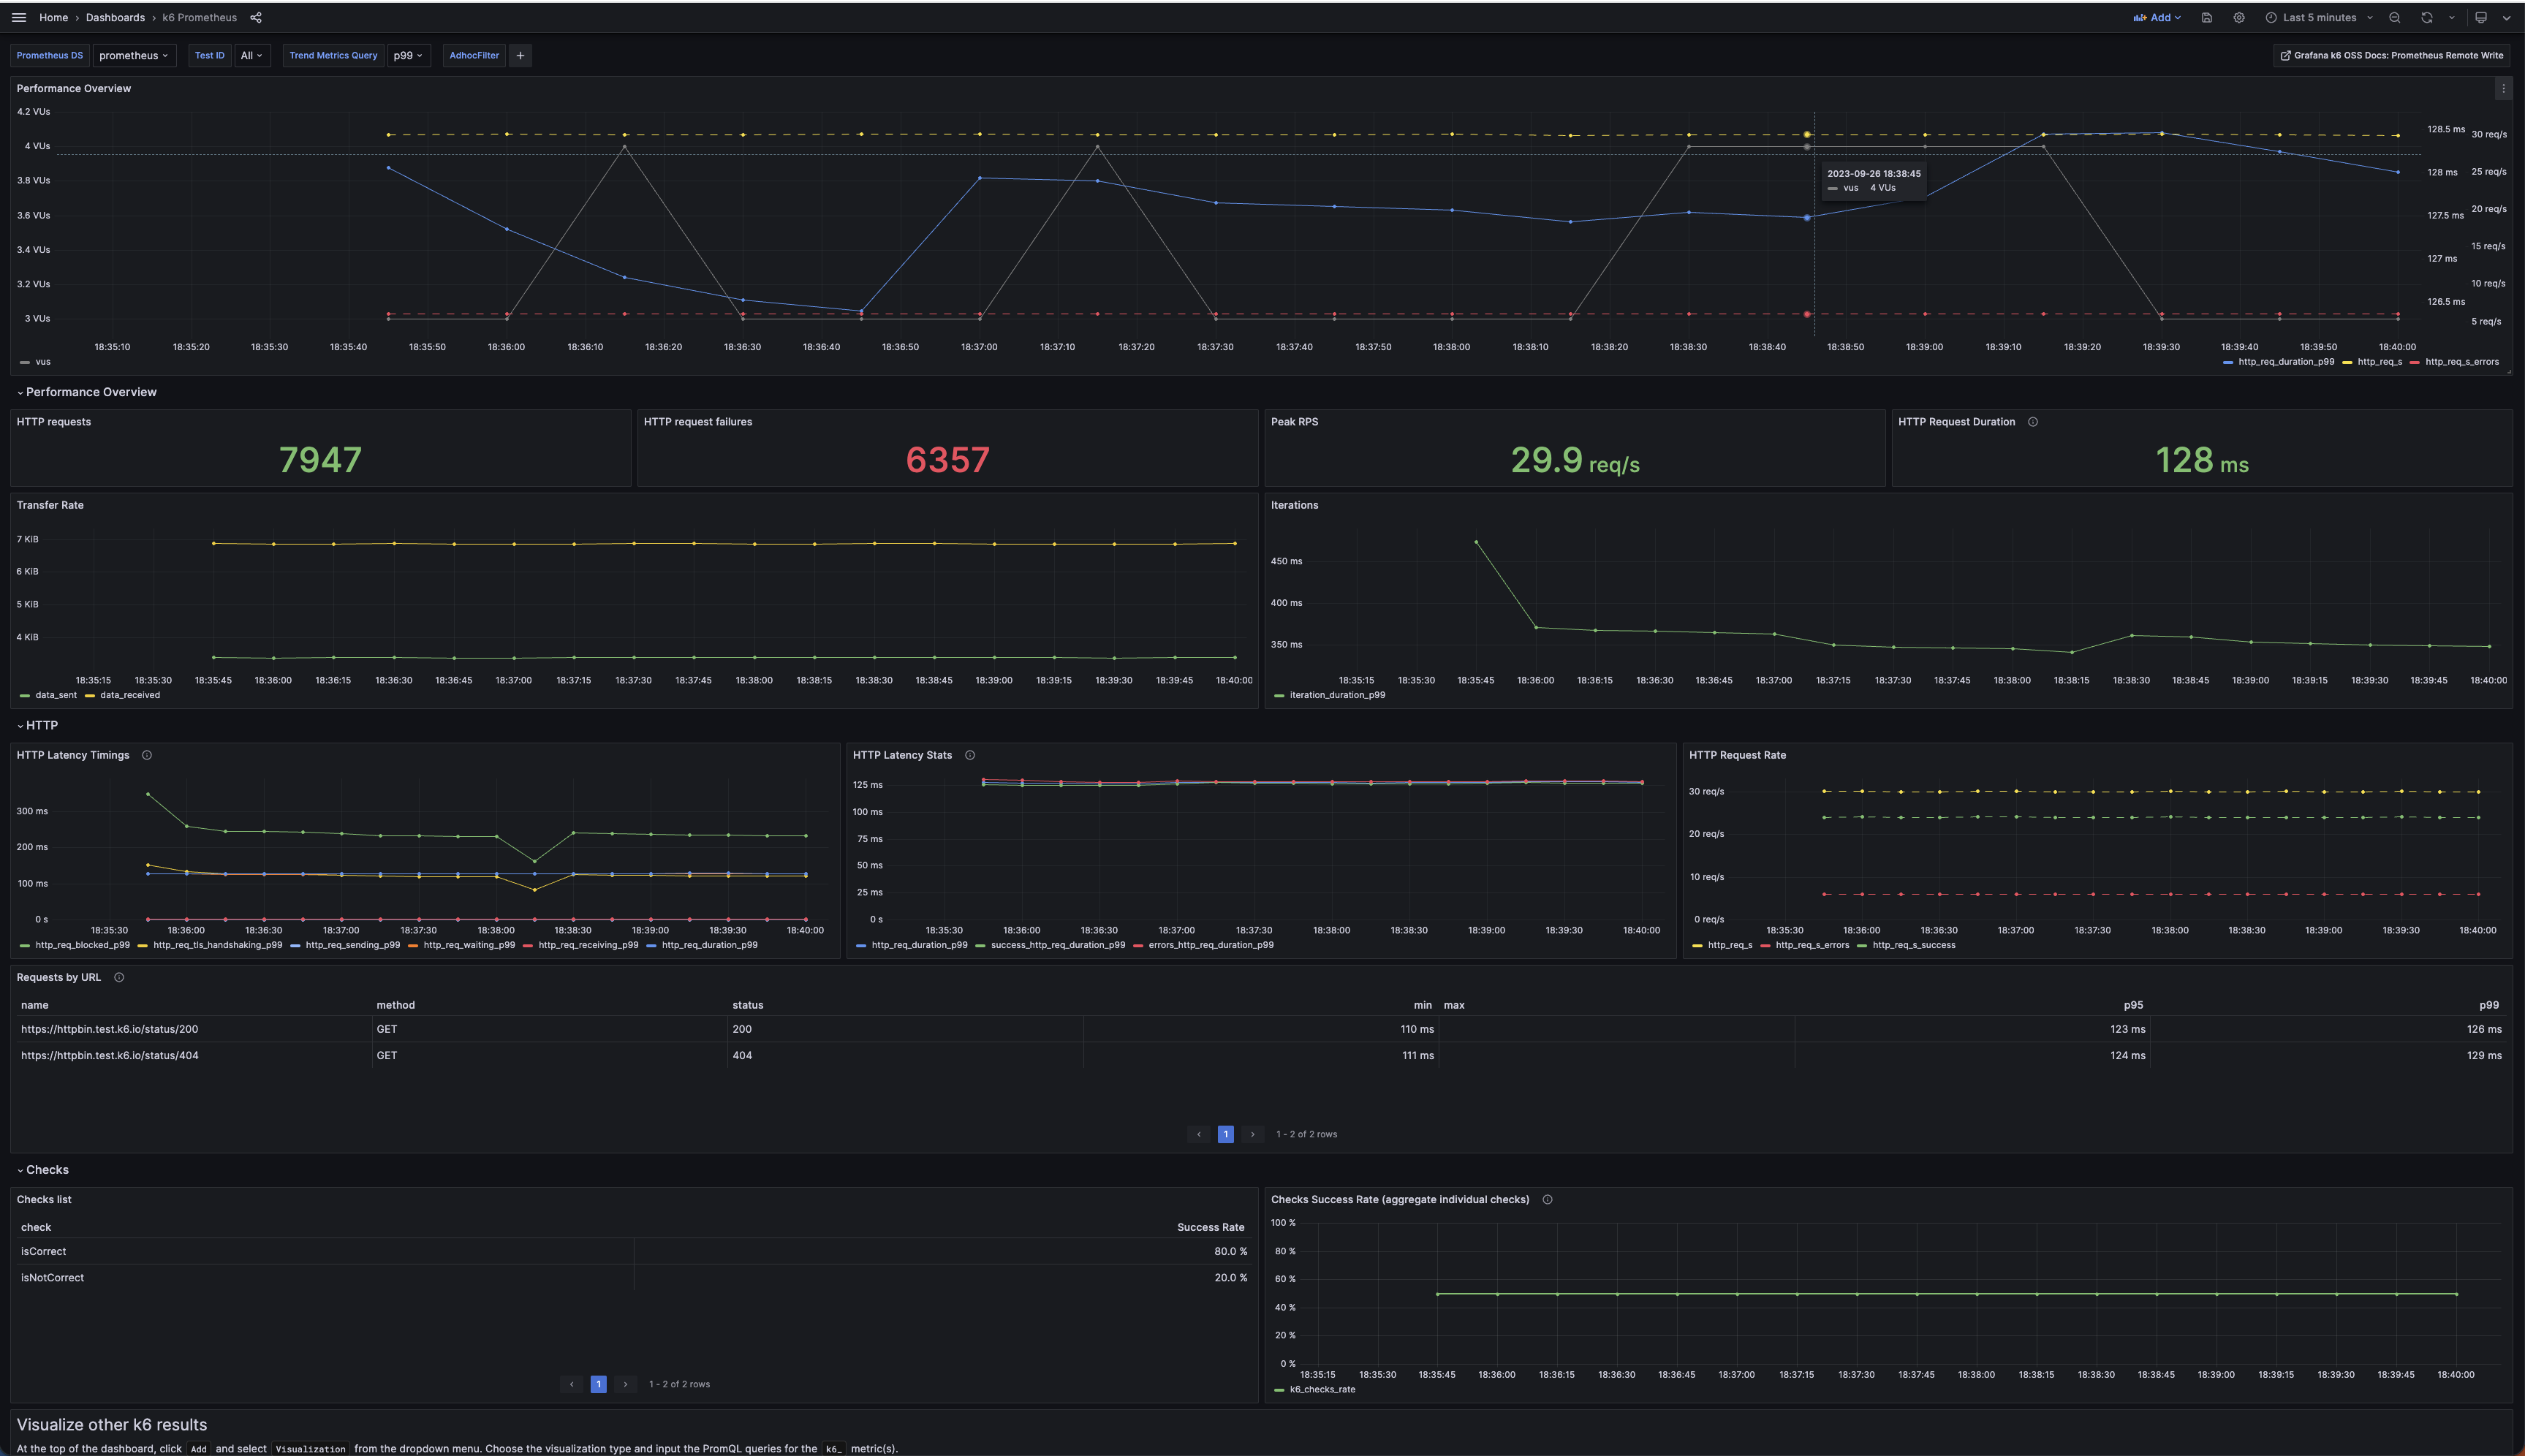 Home › Dashboards › k6 Prometheus
Add
Last 5 minutes
Prometheus DS prometheus Test ID All Trend Metrics Query p99 AdhocFilter +
Grafana k6 OSS Docs: Prometheus Remote Write
Performance Overview
4.2 VUs
4 VUs
3.8 VUs
3.6 VUs
3.4 VUs
3.2 VUs
3 VUs
128.5 ms
128 ms
127.5 ms
127 ms
126.5 ms
30 req/s
25 req/s
20 req/s
15 req/s
10 req/s
5 req/s
2023-09-26 18:38:45
vus 4 VUs
18:35:10 18:35:20 18:35:30 18:35:40 18:35:50 18:36:00 18:36:10 18:36:20 18:36:30 18:36:40 18:36:50 18:37:00 18:37:10 18:37:20 18:37:30 18:37:40 18:37:50 18:38:00 18:38:10 18:38:20 18:38:30 18:38:40 18:38:50 18:39:00 18:39:10 18:39:20 18:39:30 18:39:40 18:39:50 18:40:00
vus
http_req_duration_p99 http_req_s http_req_s_errors
Performance Overview
HTTP requests
7947
HTTP request failures
6357
Peak RPS
29.9 req/s
HTTP Request Duration
128 ms
Transfer Rate
7 KiB
6 KiB
5 KiB
4 KiB
18:35:15 18:35:30 18:35:45 18:36:00 18:36:15 18:36:30 18:36:45 18:37:00 18:37:15 18:37:30 18:37:45 18:38:00 18:38:15 18:38:30 18:38:45 18:39:00 18:39:15 18:39:30 18:39:45 18:40:00
data_sent data_received
Iterations
450 ms
400 ms
350 ms
18:35:15 18:35:30 18:35:45 18:36:00 18:36:15 18:36:30 18:36:45 18:37:00 18:37:15 18:37:30 18:37:45 18:38:00 18:38:15 18:38:30 18:38:45 18:39:00 18:39:15 18:39:30 18:39:45 18:40:00
iteration_duration_p99
HTTP
HTTP Latency Timings
300 ms
200 ms
100 ms
0 s
18:35:30 18:36:00 18:36:30 18:37:00 18:37:30 18:38:00 18:38:30 18:39:00 18:39:30 18:40:00
http_req_blocked_p99 http_req_tls_handshaking_p99 http_req_sending_p99 http_req_waiting_p99 http_req_receiving_p99 http_req_duration_p99
HTTP Latency Stats
125 ms
100 ms
75 ms
50 ms
25 ms
0 s
18:35:30 18:36:00 18:36:30 18:37:00 18:37:30 18:38:00 18:38:30 18:39:00 18:39:30 18:40:00
http_req_duration_p99 success_http_req_duration_p99 errors_http_req_duration_p99
HTTP Request Rate
30 req/s
20 req/s
10 req/s
0 req/s
18:35:30 18:36:00 18:36:30 18:37:00 18:37:30 18:38:00 18:38:30 18:39:00 18:39:30 18:40:00
http_req_s http_req_s_errors http_req_s_success
Requests by URL
name method status min max p95 p99
https://httpbin.test.k6.io/status/200 GET 200 110 ms 123 ms 126 ms
https://httpbin.test.k6.io/status/404 GET 404 111 ms 124 ms 129 ms
‹ 1 › 1 - 2 of 2 rows
Checks
Checks list
check Success Rate
isCorrect 80.0 %
isNotCorrect 20.0 %
‹ 1 › 1 - 2 of 2 rows
Checks Success Rate (aggregate individual checks)
100 %
80 %
60 %
40 %
20 %
0 %
18:35:15 18:35:30 18:35:45 18:36:00 18:36:15 18:36:30 18:36:45 18:37:00 18:37:15 18:37:30 18:37:45 18:38:00 18:38:15 18:38:30 18:38:45 18:39:00 18:39:15 18:39:30 18:39:45 18:40:00
k6_checks_rate
Visualize other k6 results
At the top of the dashboard, click Add and select Visualization from the dropdown menu. Choose the visualization type and input the PromQL queries for the k6_ metric(s).